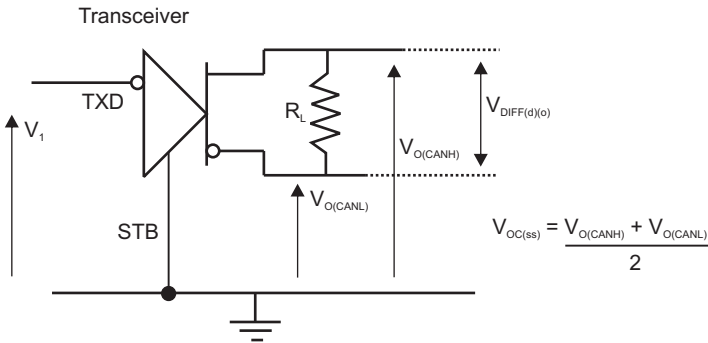 Transceiver
TXD
V1
RL
VDIFF(d)(o)
VO(CANH)
VO(CANL)
STB
VOC(ss) = VO(CANH) + VO(CANL)
2